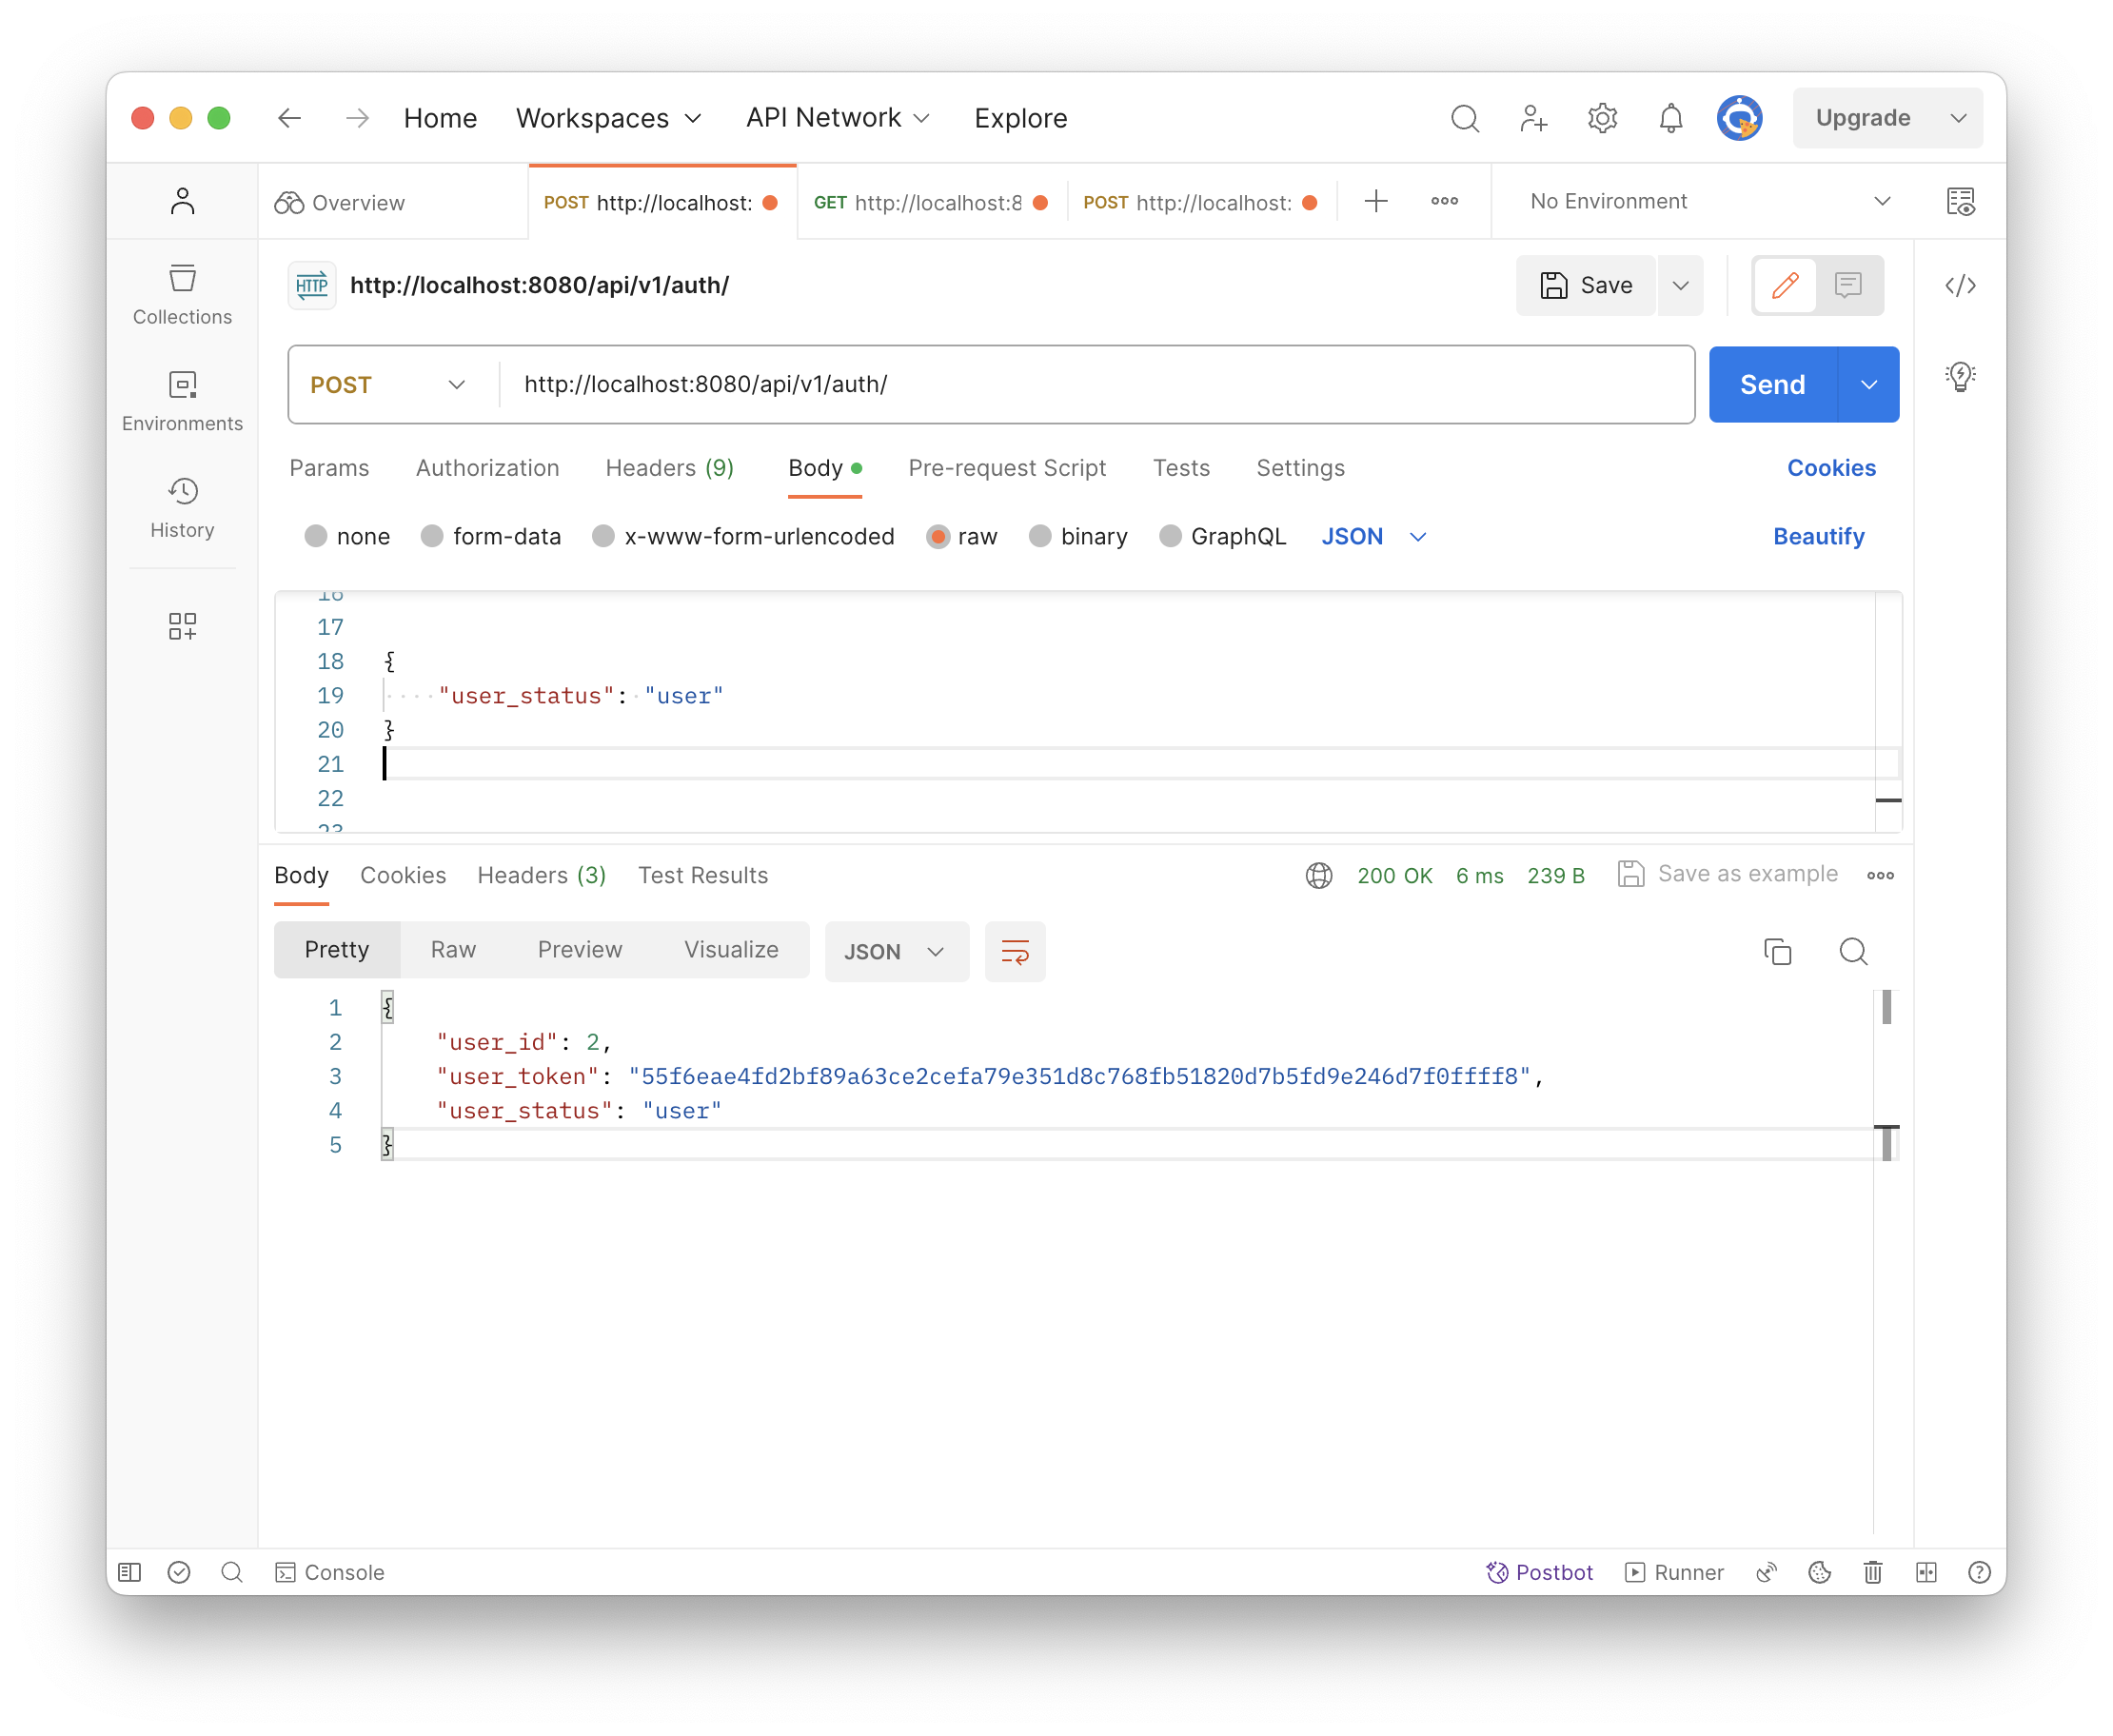 Home Workspaces API Network Explore Upgrade
Overview POST http://localhost: GET http://localhost:8 POST http://localhost: No Environment
HTTP http://localhost:8080/api/v1/auth/ Save
Collections
POST http://localhost:8080/api/v1/auth/ Send
Environments
Params Authorization Headers (9) Body Pre-request Script Tests Settings Cookies
History
none form-data x-www-form-urlencoded raw binary GraphQL JSON Beautify
16
17
18 {
19 "user_status": "user"
20 }
21
22
23
Body Cookies Headers (3) Test Results 200 OK 6 ms 239 B Save as example
Pretty Raw Preview Visualize JSON
1 {
2 "user_id": 2,
3 "user_token": "55f6eae4fd2bf89a63ce2cefa79e351d8c768fb51820d7b5fd9e246d7f0ffff8",
4 "user_status": "user"
5 }
Console Postbot Runner